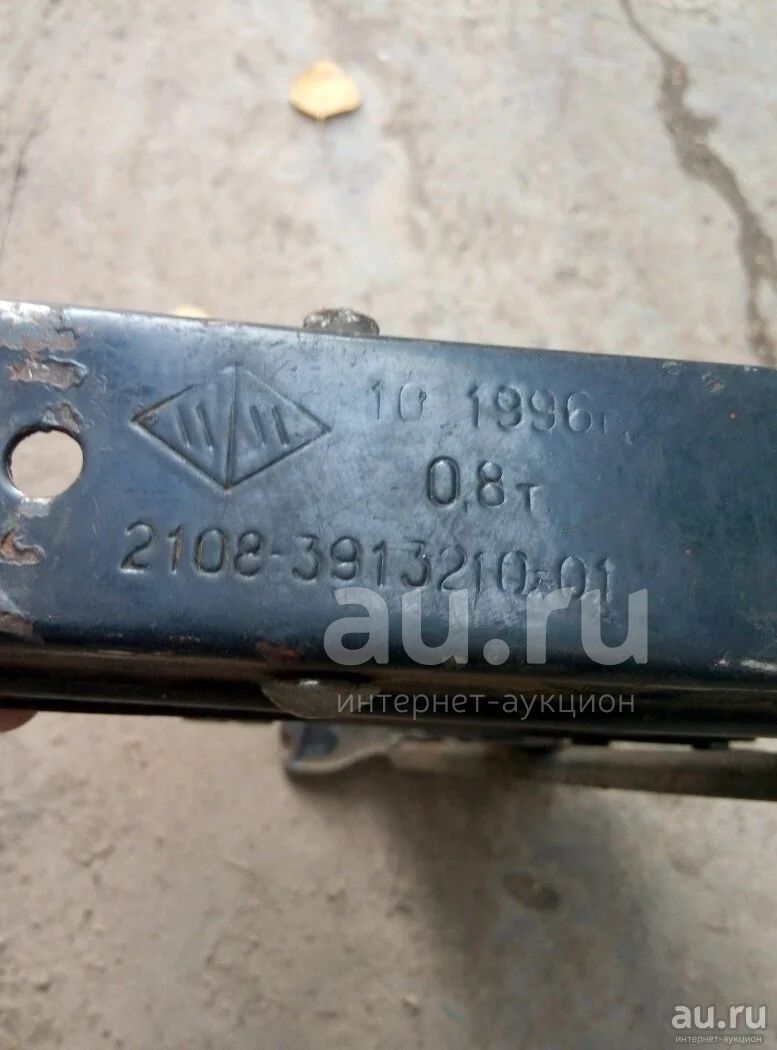 10 1996г.
0,8т.
2108-3913210-01
au.ru
интернет-аукцион
au.ru
интернет-аукцион